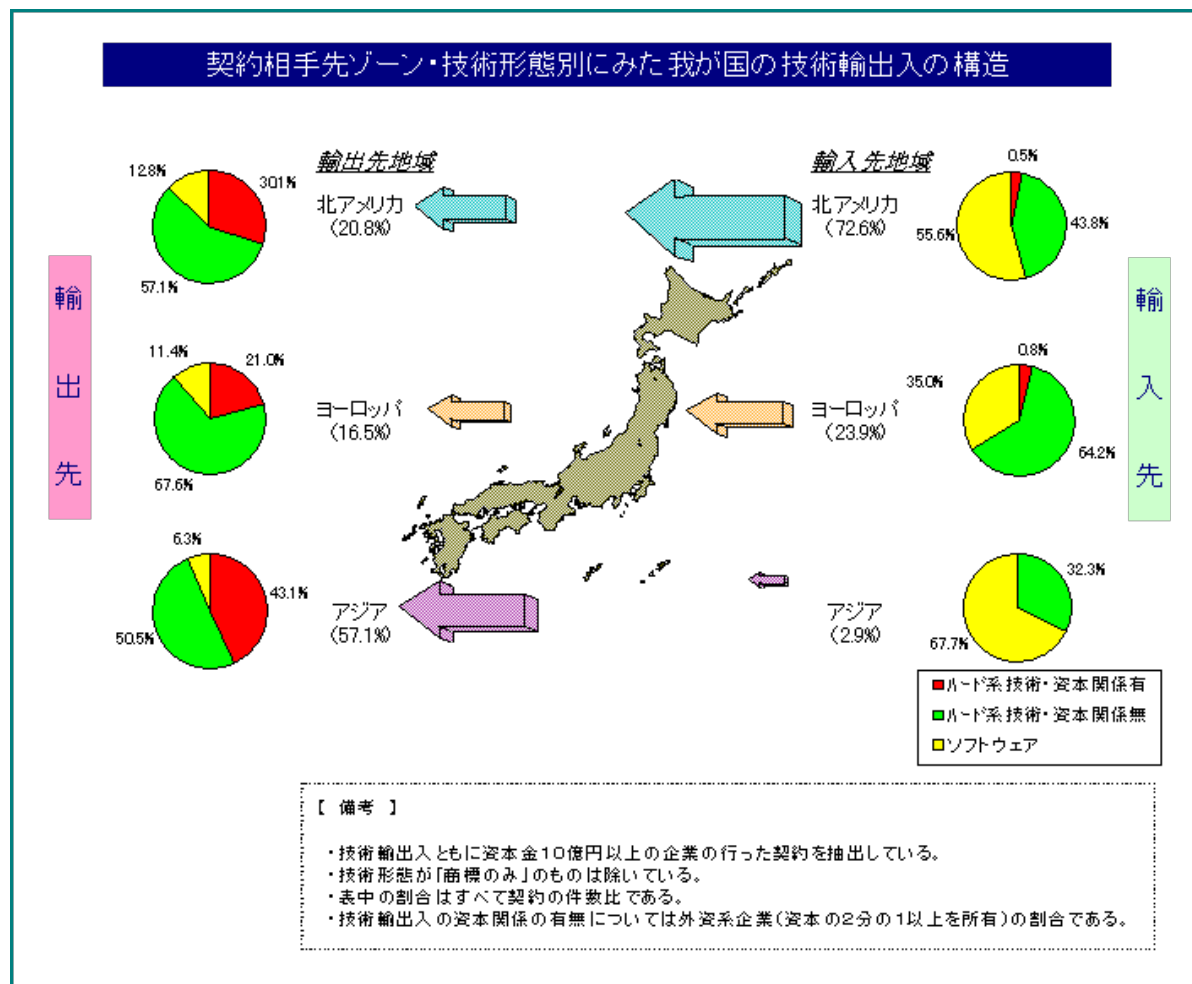 契約相手先ゾーン・技術形態別にみた我が国の技術輸出入の構造
輸出先
輸出先地域
北アメリカ
(20.8%)
12.8%
30.1%
57.1%
ヨーロッパ
(16.5%)
11.4%
21.0%
67.6%
アジア
(57.1%)
6.3%
43.1%
50.5%
輸入先地域
北アメリカ
(72.6%)
0.5%
43.8%
55.6%
ヨーロッパ
(23.9%)
0.8%
35.0%
64.2%
アジア
(2.9%)
32.3%
67.7%
輸入先
ハード系技術・資本関係有
ハード系技術・資本関係無
ソフトウェア
【 備考 】
・技術輸出入ともに資本金10億円以上の企業の行った契約を抽出している。
・技術形態が「商標のみ」のものは除いている。
・表中の割合はすべて契約の件数比である。
・技術輸出入の資本関係の有無については外資系企業(資本の2分の1以上を所有)の割合である。